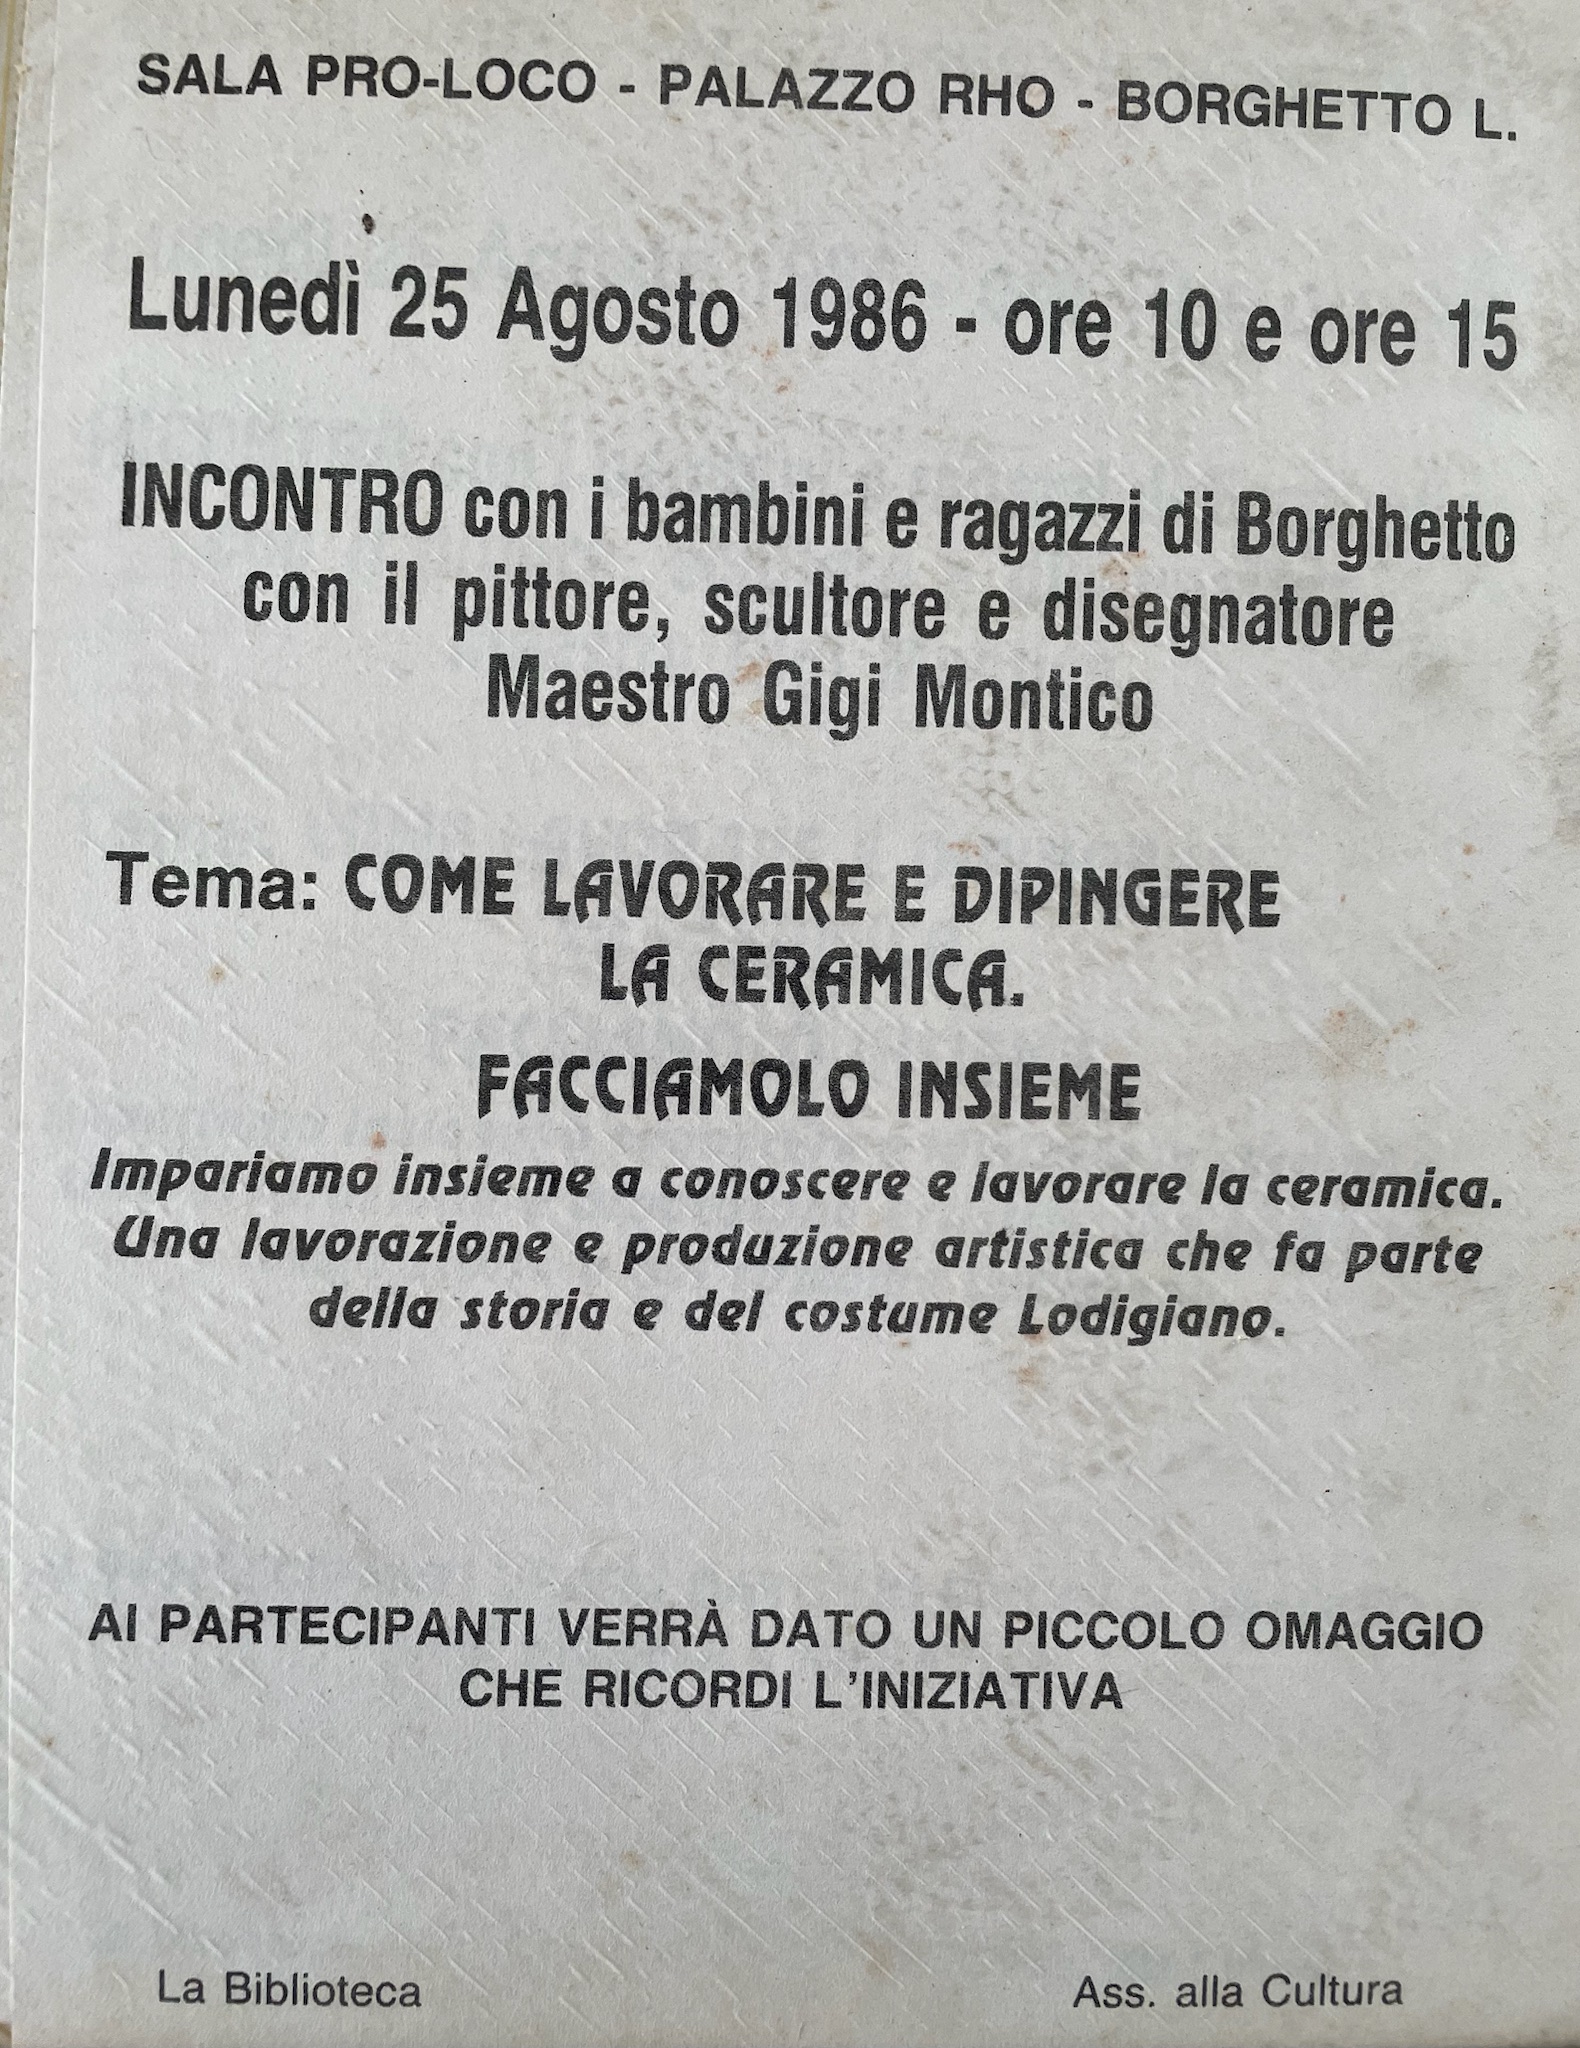 SALA PRO-LOCO - PALAZZO RHO - BORGHETTO L.
Lunedì 25 Agosto 1986 - ore 10 e ore 15
INCONTRO con i bambini e ragazzi di Borghetto
con il pittore, scultore e disegnatore
Maestro Gigi Montico
Tema: COME LAVORARE E DIPINGERE
LA CERAMICA.
FACCIAMOLO INSIEME
Impariamo insieme a conoscere e lavorare la ceramica.
Una lavorazione e produzione artistica che fa parte
della storia e del costume Lodigiano.
AI PARTECIPANTI VERRÀ DATO UN PICCOLO OMAGGIO
CHE RICORDI L'INIZIATIVA
La Biblioteca
Ass. alla Cultura